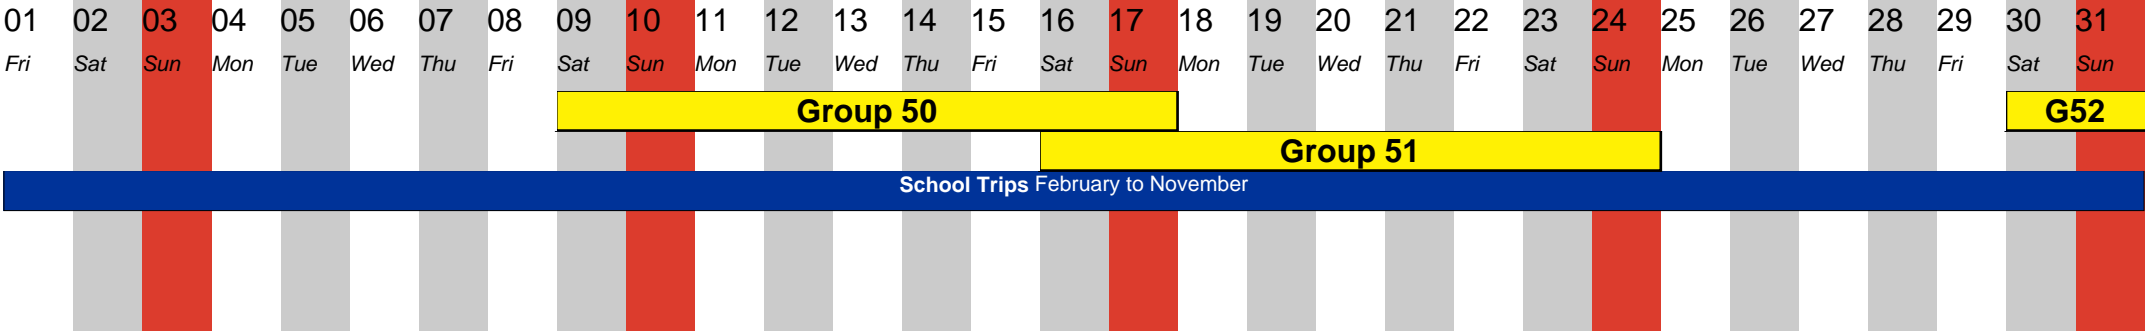 01 02 03 04 05 06 07 08 09 10 11 12 13 14 15 16 17 18 19 20 21 22 23 24 25 26 27 28 29 30 31
Fri Sat Sun Mon Tue Wed Thu Fri Sat Sun Mon Tue Wed Thu Fri Sat Sun Mon Tue Wed Thu Fri Sat Sun Mon Tue Wed Thu Fri Sat Sun
Group 50 G52
Group 51
School Trips February to November